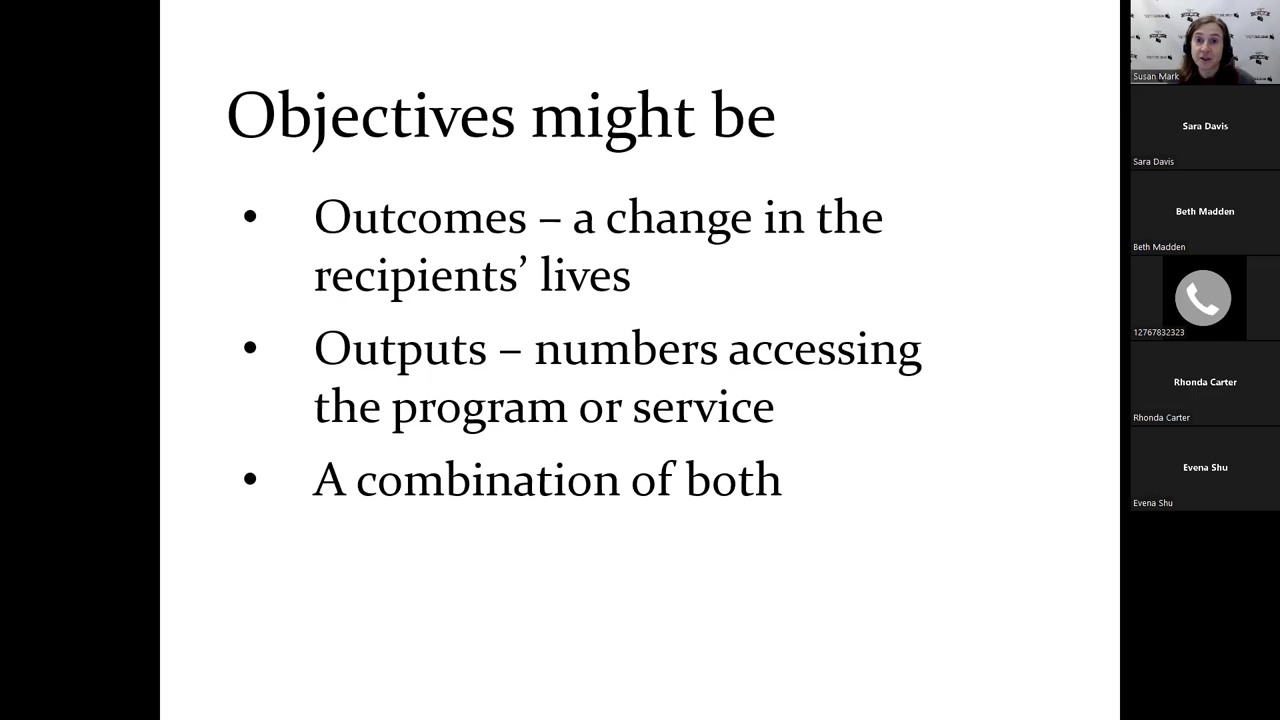 Objectives might be
• Outcomes – a change in the
recipients’ lives
• Outputs – numbers accessing
the program or service
• A combination of both
Susan Mark
Sara Davis
Sara Davis
Beth Madden
Beth Madden
12767832323
Rhonda Carter
Rhonda Carter
Evena Shu
Evena Shu